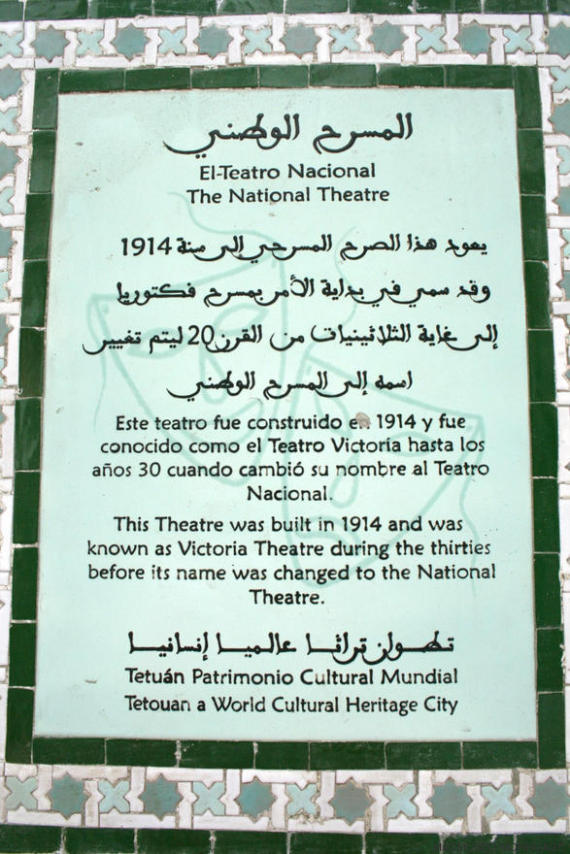 المسرح الوطني
El-Teatro Nacional
The National Theatre
يعود هذا الصرح المسرحي إلى سنة 1914
وقد سمي في بداية الأمر بمسرح فكتوريا
إلى غاية الثلاثينيات من القرن 20 ليتم تغيير
اسمه إلى المسرح الوطني
Este teatro fue construido en 1914 y fue
conocido como el Teatro Victoria hasta los
años 30 cuando cambió su nombre al Teatro
Nacional.
This Theatre was built in 1914 and was
known as Victoria Theatre during the thirties
before its name was changed to the National
Theatre.
تطوان تراثا عالميا إنسانيا
Tetuán Patrimonio Cultural Mundial
Tetouan a World Cultural Heritage City